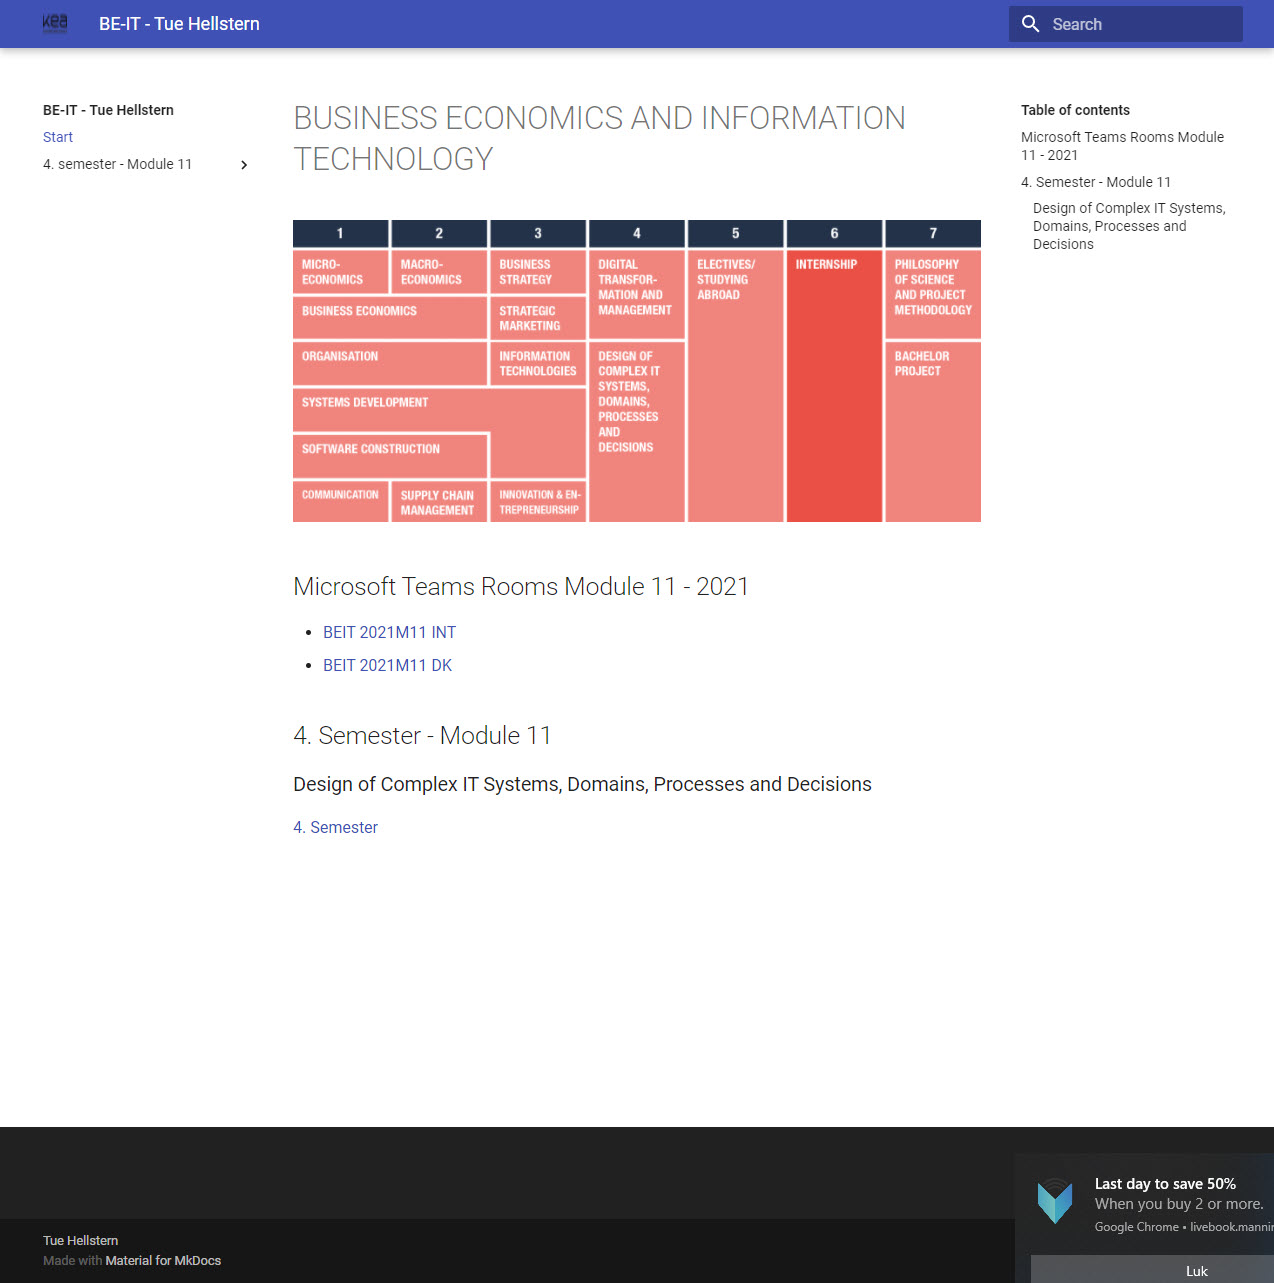 kea
BE-IT - Tue Hellstern
Search
BE-IT - Tue Hellstern
Start
4. semester - Module 11
BUSINESS ECONOMICS AND INFORMATION
TECHNOLOGY
1 2 3 4 5 6 7
MICRO-
ECONOMICS
MACRO-
ECONOMICS
BUSINESS
STRATEGY
DIGITAL
TRANSFOR-
MATION AND
MANAGEMENT
ELECTIVES/
STUDYING
ABROAD
INTERNSHIP
PHILOSOPHY
OF SCIENCE
AND PROJECT
METHODOLOGY
BUSINESS ECONOMICS
STRATEGIC
MARKETING
ORGANISATION
INFORMATION
TECHNOLOGIES
DESIGN OF
COMPLEX IT
SYSTEMS,
DOMAINS,
PROCESSES
AND
DECISIONS
BACHELOR
PROJECT
SYSTEMS DEVELOPMENT
SOFTWARE CONSTRUCTION
COMMUNICATION
SUPPLY CHAIN
MANAGEMENT
INNOVATION & EN-
TREPRENEURSHIP
Microsoft Teams Rooms Module 11 - 2021
• BEIT 2021M11 INT
• BEIT 2021M11 DK
4. Semester - Module 11
Design of Complex IT Systems, Domains, Processes and Decisions
4. Semester
Table of contents
Microsoft Teams Rooms Module
11 - 2021
4. Semester - Module 11
Design of Complex IT Systems,
Domains, Processes and
Decisions
Tue Hellstern
Made with Material for MkDocs
Last day to save 50%
When you buy 2 or more.
Google Chrome • livebook.mannin
Luk